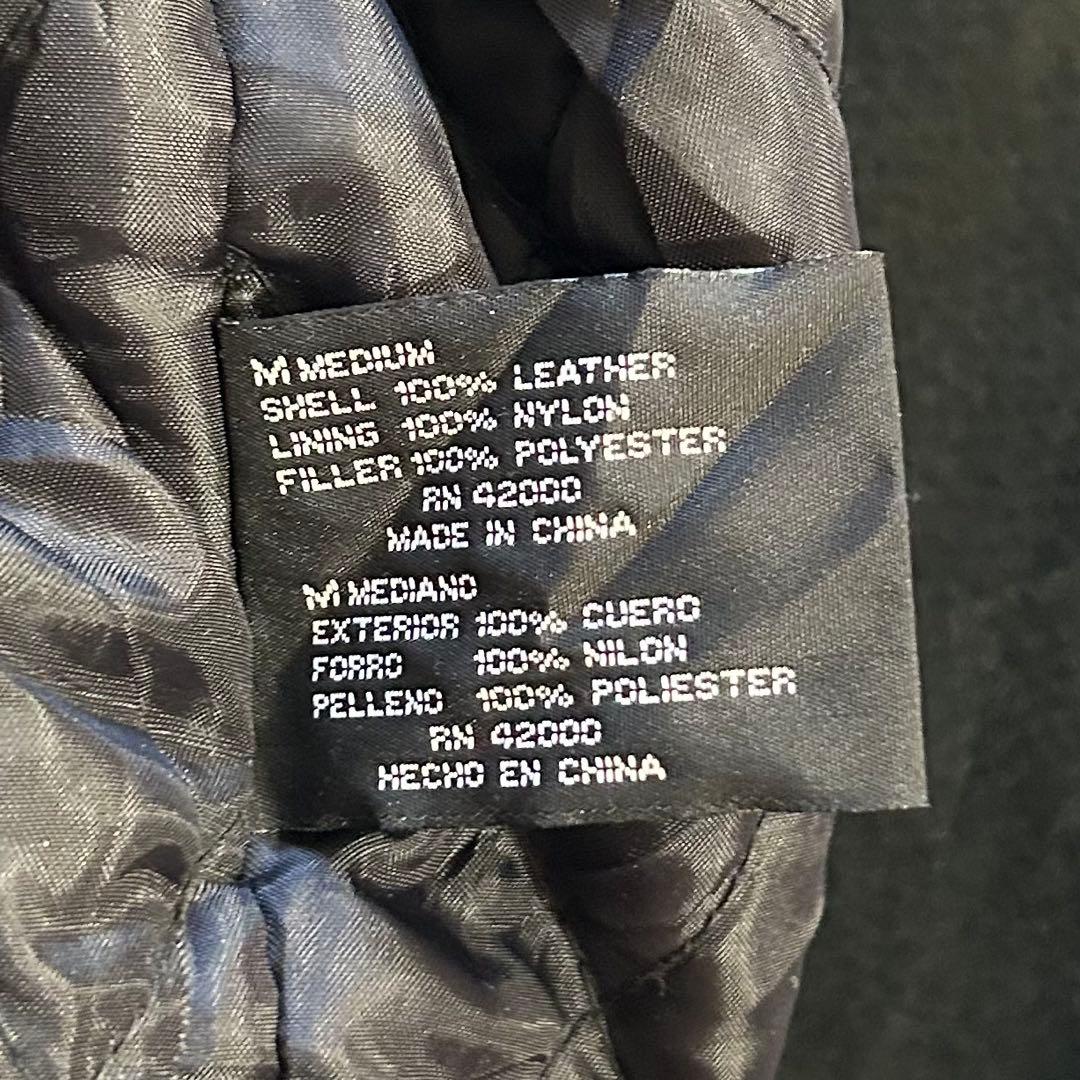 M MEDIUM
SHELL 100% LEATHER
LINING 100% NYLON
FILLER 100% POLYESTER
RN 42000
MADE IN CHINA
M MEDIANO
EXTERIOR 100% CUERO
FORRO 100% NILON
PELLENO 100% POLIESTER
RN 42000
HECHO EN CHINA